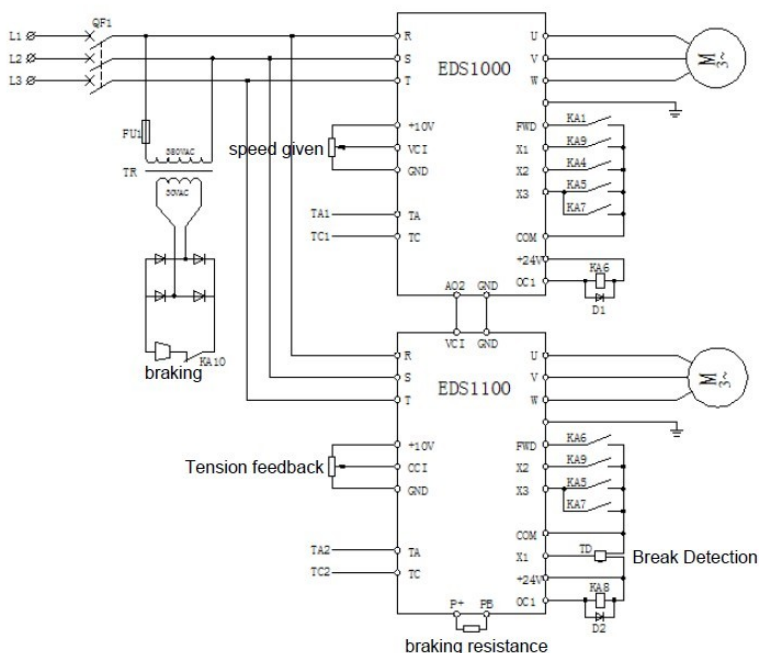 QF1
L1
L2
L3
R U
S V
T W
EDS1000
M
3~
FU1
380VAC
TR
30VAC
speed given
+10V
VCI
GND
FWD KA1
X1 KA9
X2 KA4
X3 KA5
KA7
TA1 TA
TC1 TC
COM
+24V
OC1 KA6
D1
AO2 GND
KA10
braking
VCI GND
R U
S V
T W
EDS1100
M
3~
Tension feedback
+10V
CCI
GND
FWD KA6
X2 KA9
X3 KA5
KA7
COM
TA2 TA
TC2 TC
X1 TD
Break Detection
+24V
OC1 KA8
D2
P+ PB
braking resistance